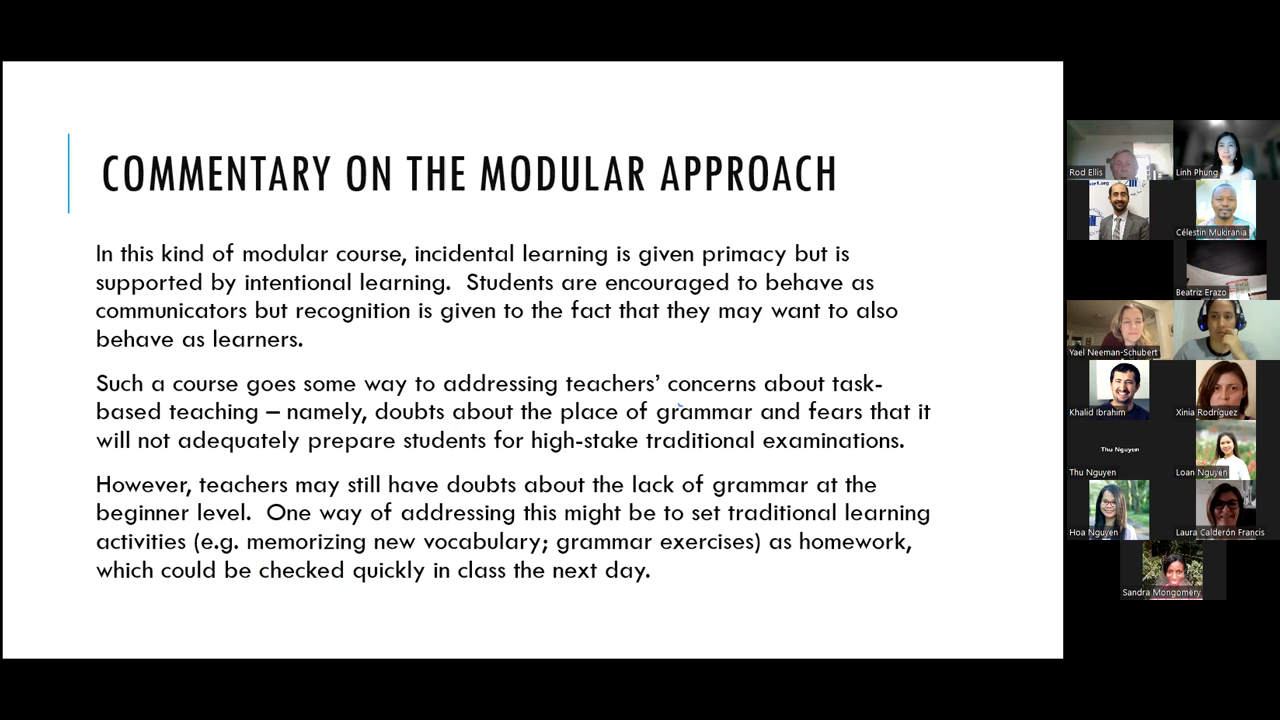 COMMENTARY ON THE MODULAR APPROACH
In this kind of modular course, incidental learning is given primacy but is
supported by intentional learning.  Students are encouraged to behave as
communicators but recognition is given to the fact that they may want to also
behave as learners.
Such a course goes some way to addressing teachers’ concerns about task-
based teaching – namely, doubts about the place of grammar and fears that it
will not adequately prepare students for high-stake traditional examinations.
However, teachers may still have doubts about the lack of grammar at the
beginner level.  One way of addressing this might be to set traditional learning
activities (e.g. memorizing new vocabulary; grammar exercises) as homework,
which could be checked quickly in class the next day.
Rod Ellis
Linh Phung
Célestin Mukirania
Beatriz Erazo
Yael Neeman-Schubert
Khalid Ibrahim
Xinia Rodríguez
Thu Nguyen
Thu Nguyen
Loan Nguyen
Hoa Nguyen
Laura Calderón Francis
Sandra Mongomery